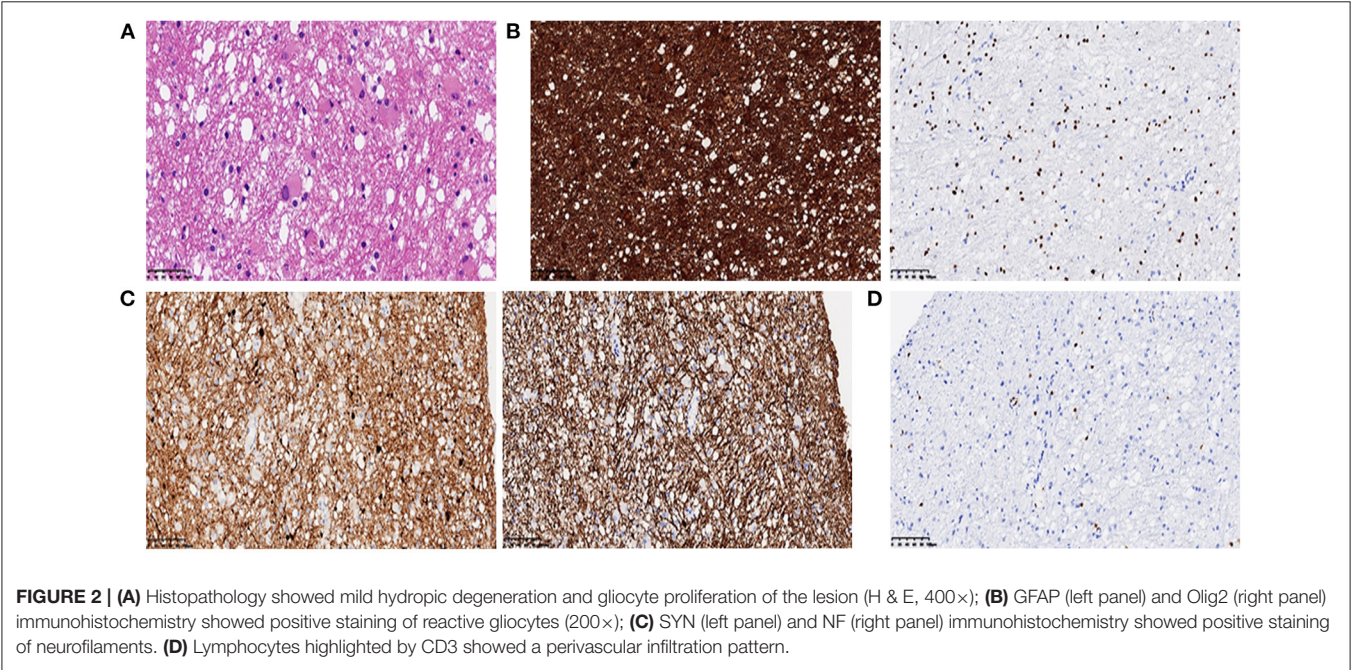 A
B
C
D
FIGURE 2 | (A) Histopathology showed mild hydropic degeneration and gliocyte proliferation of the lesion (H & E, 400×); (B) GFAP (left panel) and Olig2 (right panel)
immunohistochemistry showed positive staining of reactive gliocytes (200×); (C) SYN (left panel) and NF (right panel) immunohistochemistry showed positive staining
of neurofilaments. (D) Lymphocytes highlighted by CD3 showed a perivascular infiltration pattern.